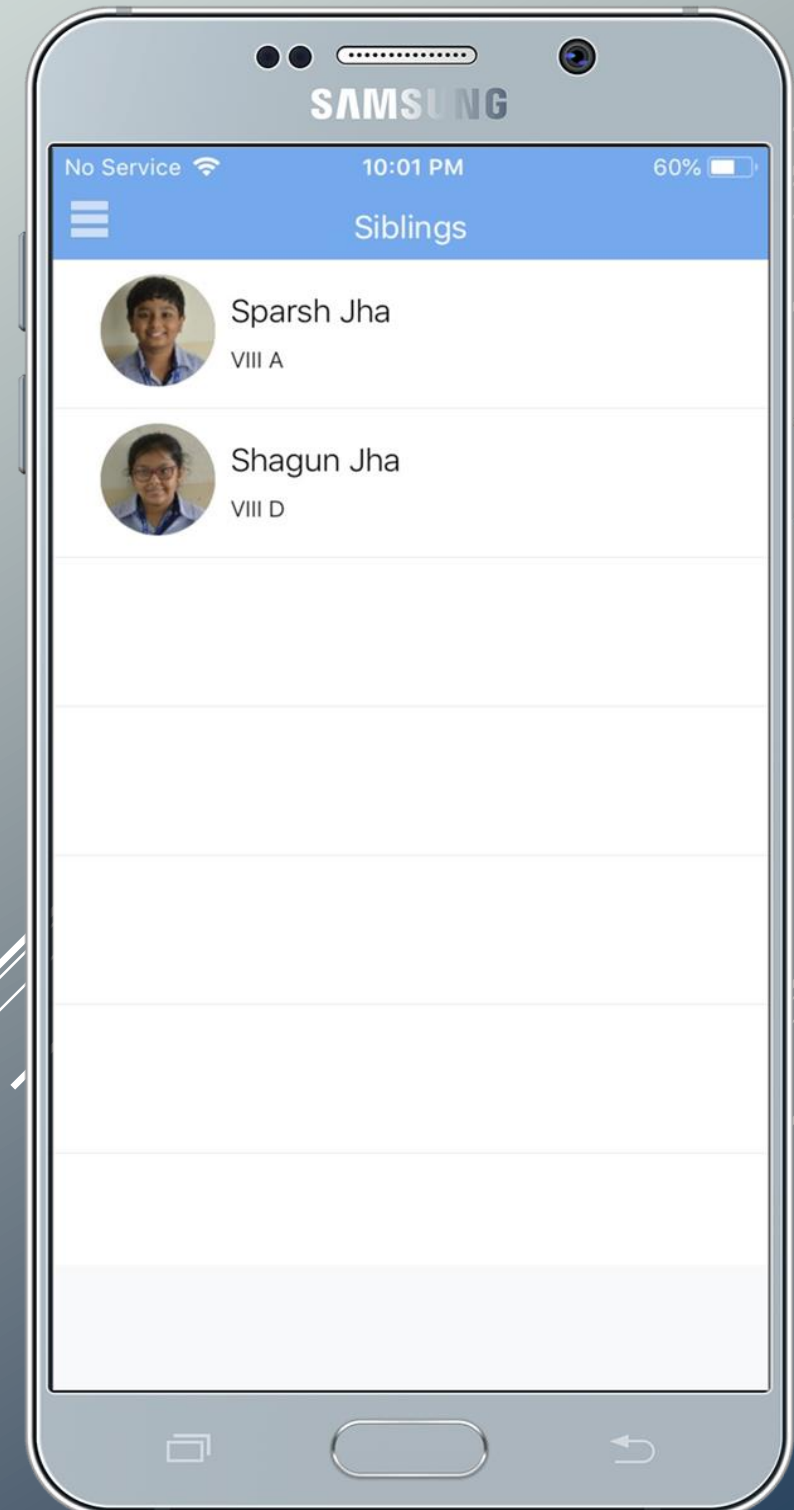 SAMSUNG
No Service 10:01 PM 60%
Siblings
Sparsh Jha
VIII A
Shagun Jha
VIII D